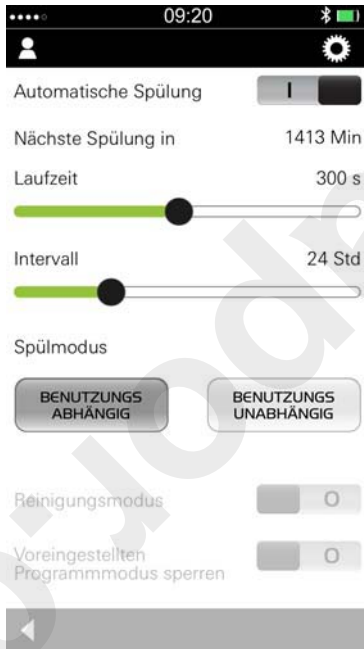 09:20
Automatische Spülung I
Nächste Spülung in 1413 Min
Laufzeit 300 s
Intervall 24 Std
Spülmodus
BENUTZUNGS BENUTZUNGS
ABHÄNGIG UNABHÄNGIG
Reinigungsmodus O
Voreingestellten O
Programmmodus sperren